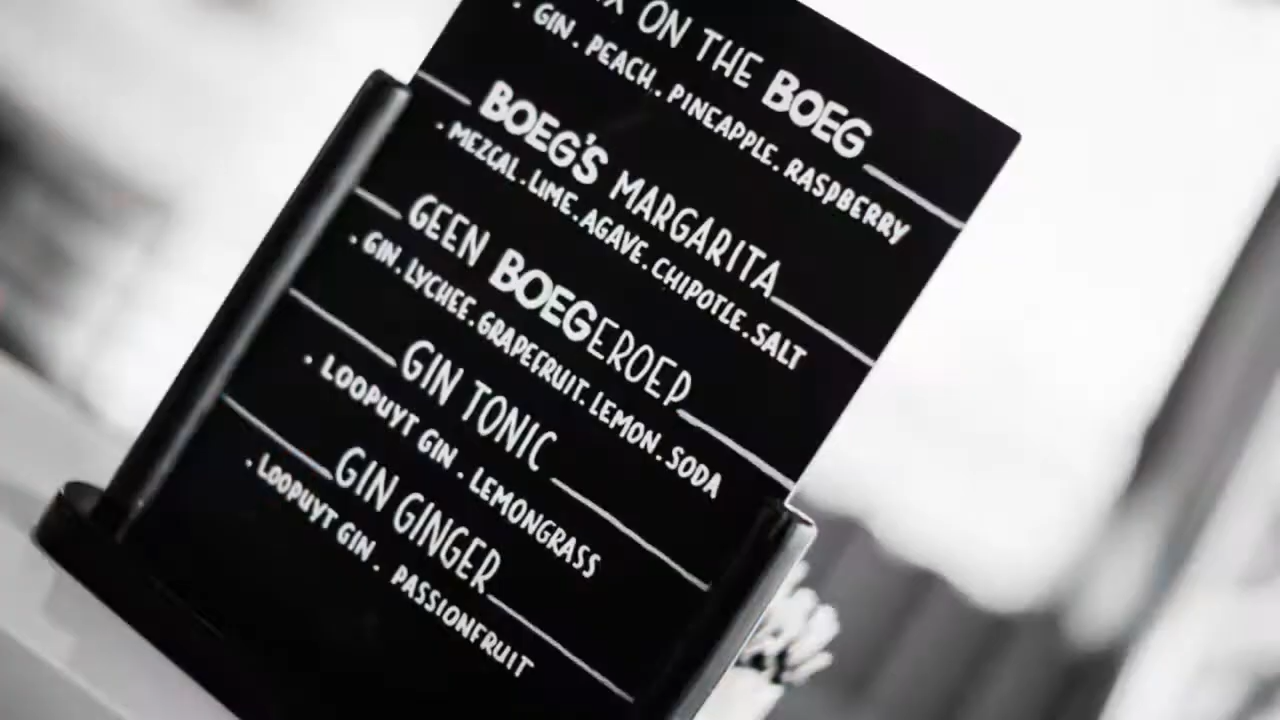 ON THE BOEG
. GIN. PEACH. PINEAPPLE. RASPBERRY
BOEG'S MARGARITA
. MEZCAL. LIME. AGAVE. CHIPOTLE. SALT
GEEN BOEGEROEP
. GIN. LYCHEE. GRAPEFRUIT. LEMON. SODA
GIN TONIC
. LOOPUYT GIN. LEMONGRASS
GIN GINGER
. LOOPUYT GIN. PASSIONFRUIT